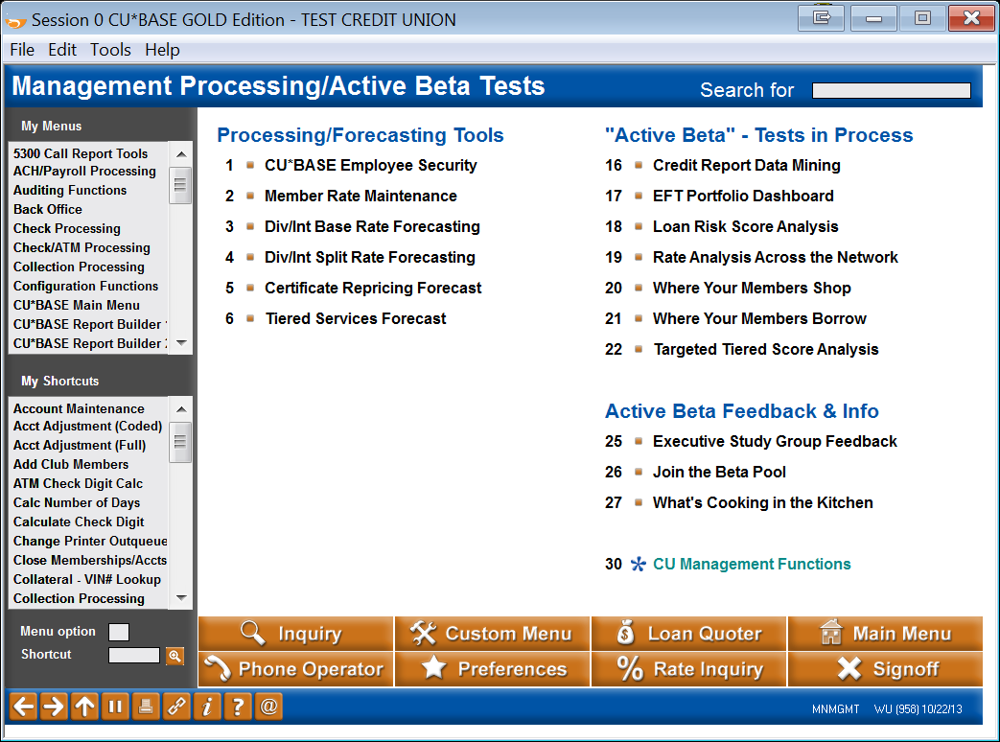 Session 0 CU*BASE GOLD Edition - TEST CREDIT UNION
File Edit Tools Help
Management Processing/Active Beta Tests
Search for
My Menus
5300 Call Report Tools
ACH/Payroll Processing
Auditing Functions
Back Office
Check Processing
Check/ATM Processing
Collection Processing
Configuration Functions
CU*BASE Main Menu
CU*BASE Report Builder
CU*BASE Report Builder
My Shortcuts
Account Maintenance
Acct Adjustment (Coded)
Acct Adjustment (Full)
Add Club Members
ATM Check Digit Calc
Calc Number of Days
Calculate Check Digit
Change Printer Outqueue
Close Memberships/Accts
Collateral - VIN# Lookup
Collection Processing
Menu option
Shortcut
Processing/Forecasting Tools
1 CU*BASE Employee Security
2 Member Rate Maintenance
3 Div/Int Base Rate Forecasting
4 Div/Int Split Rate Forecasting
5 Certificate Repricing Forecast
6 Tiered Services Forecast
"Active Beta" - Tests in Process
16 Credit Report Data Mining
17 EFT Portfolio Dashboard
18 Loan Risk Score Analysis
19 Rate Analysis Across the Network
20 Where Your Members Shop
21 Where Your Members Borrow
22 Targeted Tiered Score Analysis
Active Beta Feedback & Info
25 Executive Study Group Feedback
26 Join the Beta Pool
27 What's Cooking in the Kitchen
30 CU Management Functions
Inquiry Custom Menu $ Loan Quoter Main Menu
Phone Operator Preferences % Rate Inquiry Signoff
i ? @
MNMGMT WU (958) 10/22/13